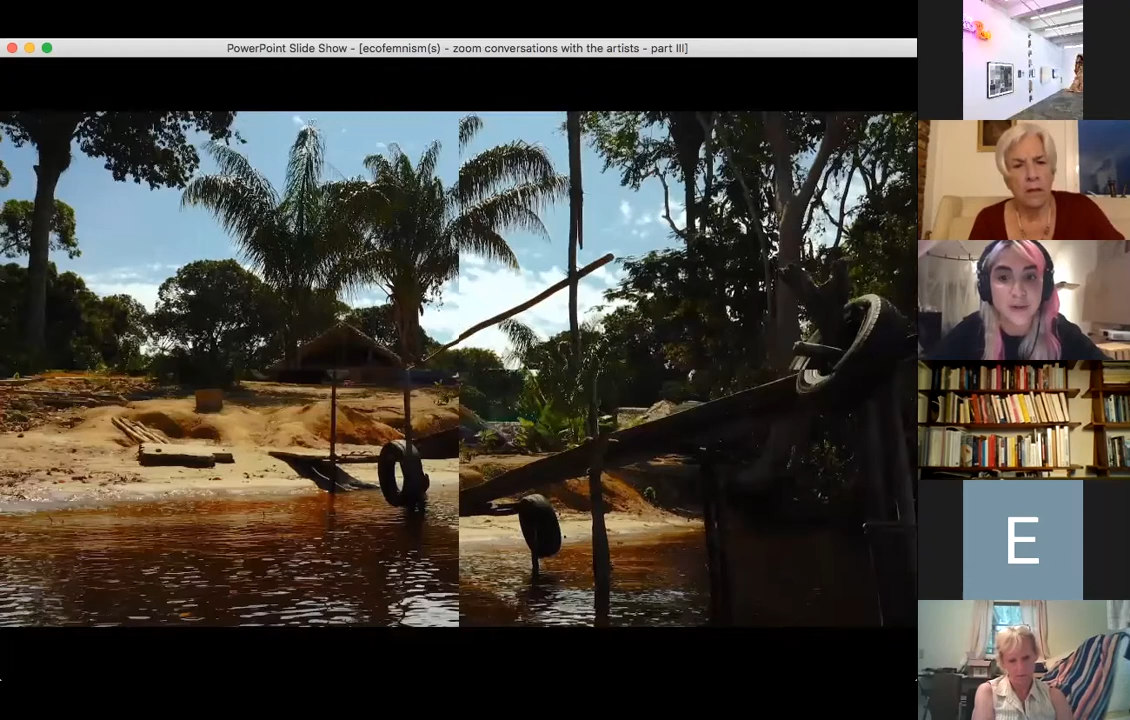 PowerPoint Slide Show - [ecofemnism(s) - zoom conversations with the artists - part III]
E